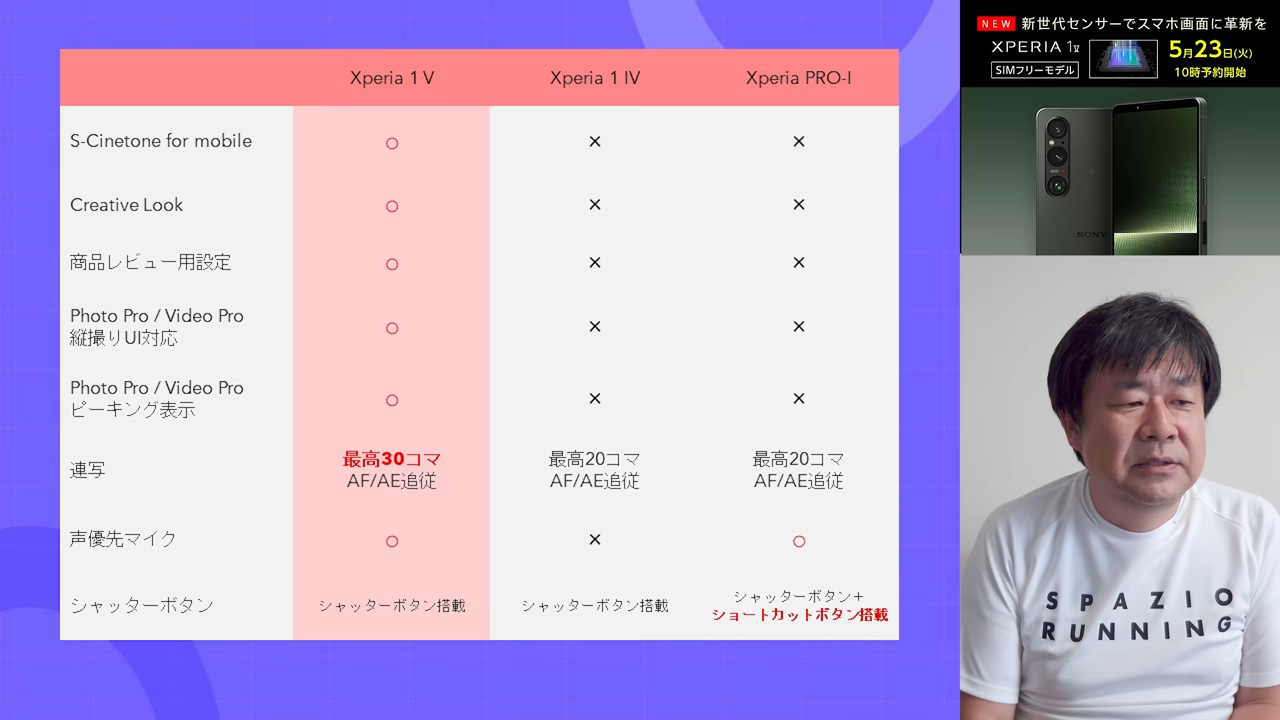 Xperia 1 V
Xperia 1 IV
Xperia PRO-I
S-Cinetone for mobile
○
×
×
Creative Look
○
×
×
商品レビュー用設定
○
×
×
Photo Pro / Video Pro
縦撮りUI対応
○
×
×
Photo Pro / Video Pro
ピーキング表示
○
×
×
連写
最高30コマ
AF/AE追従
最高20コマ
AF/AE追従
最高20コマ
AF/AE追従
声優先マイク
○
×
○
シャッターボタン
シャッターボタン搭載
シャッターボタン搭載
シャッターボタン＋
ショートカットボタン搭載
NEW 新世代センサーでスマホ画面に革新を
XPERIA 1 V
SIMフリーモデル
5月23日(火)
10時予約開始
SONY
SPAZIO
RUNNING.